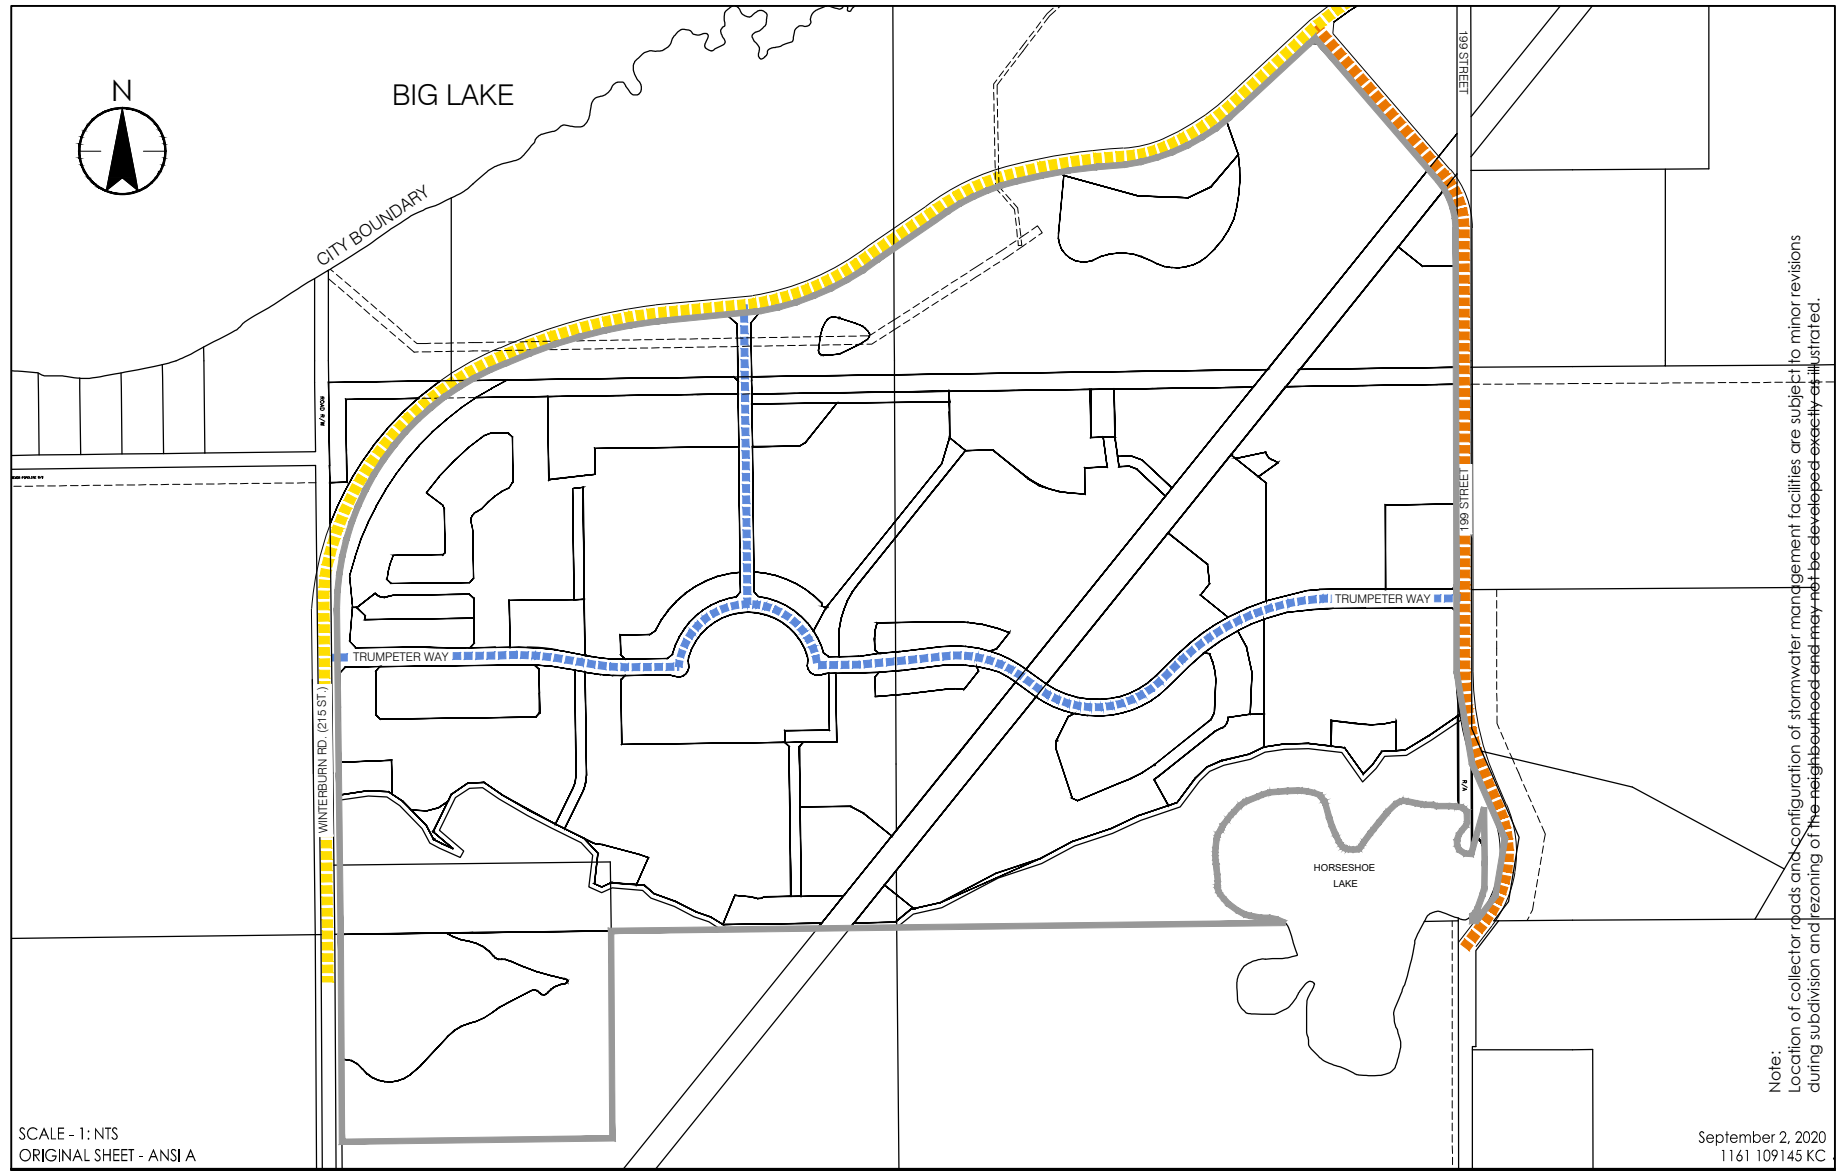 N
BIG LAKE
CITY BOUNDARY
199 STREET
ROAD R/W
199 STREET
TRUMPETER WAY
TRUMPETER WAY
WINTERBURN RD. (215 ST.)
R/W
HORSESHOE
LAKE
Note:
Location of collector roads and configuration of stormwater management facilities are subject to minor revisions
during subdivision and rezoning of the neighbourhood and may not be developed exactly as illustrated.
SCALE - 1: NTS
ORIGINAL SHEET - ANSI A
September 2, 2020
1161 109145 KC